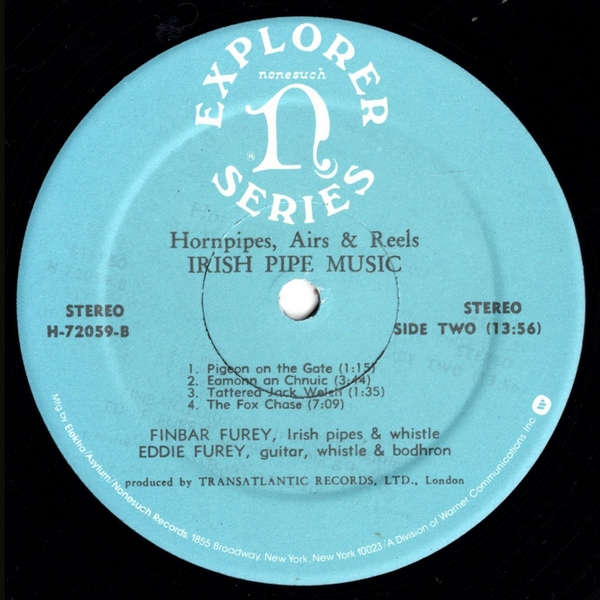 EXPLORER
nonesuch
n
®
SERIES
Hornpipes, Airs & Reels
IRISH PIPE MUSIC
STEREO
H-72059-B
STEREO
SIDE TWO (13:56)
1. Pigeon on the Gate (1:15)
2. Eamonn an Chnuic (3:44)
3. Tattered Jack Welch (1:35)
4. The Fox Chase (7:09)
FINBAR FUREY, Irish pipes & whistle
EDDIE FUREY, guitar, whistle & bodhron
produced by TRANSATLANTIC RECORDS, LTD., London
Mfg by Elektra/Asylum/Nonesuch Records, 1855 Broadway, New York, New York 10023/A Division of Warner Communications Inc